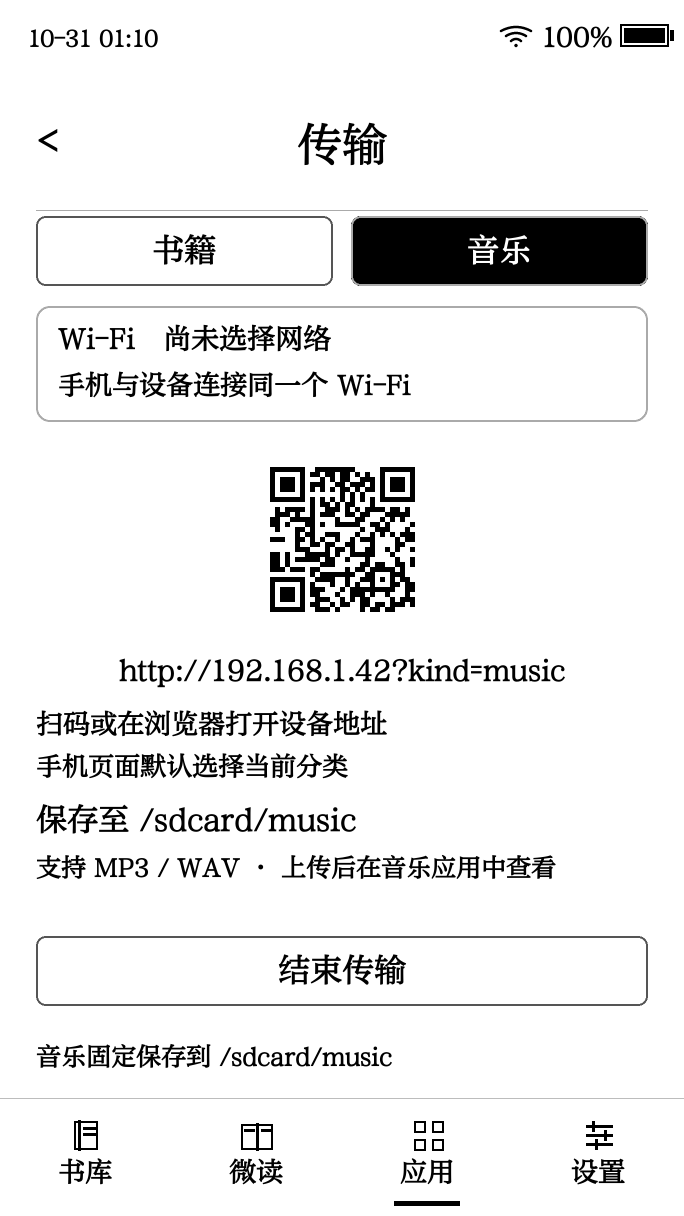 10-31 01:10 100%
< 传输
书籍 音乐
Wi-Fi 尚未选择网络
手机与设备连接同一个 Wi-Fi
http://192.168.1.42?kind=music
扫码或在浏览器打开设备地址
手机页面默认选择当前分类
保存至 /sdcard/music
支持 MP3 / WAV · 上传后在音乐应用中查看
结束传输
音乐固定保存到 /sdcard/music
书库 微读 应用 设置